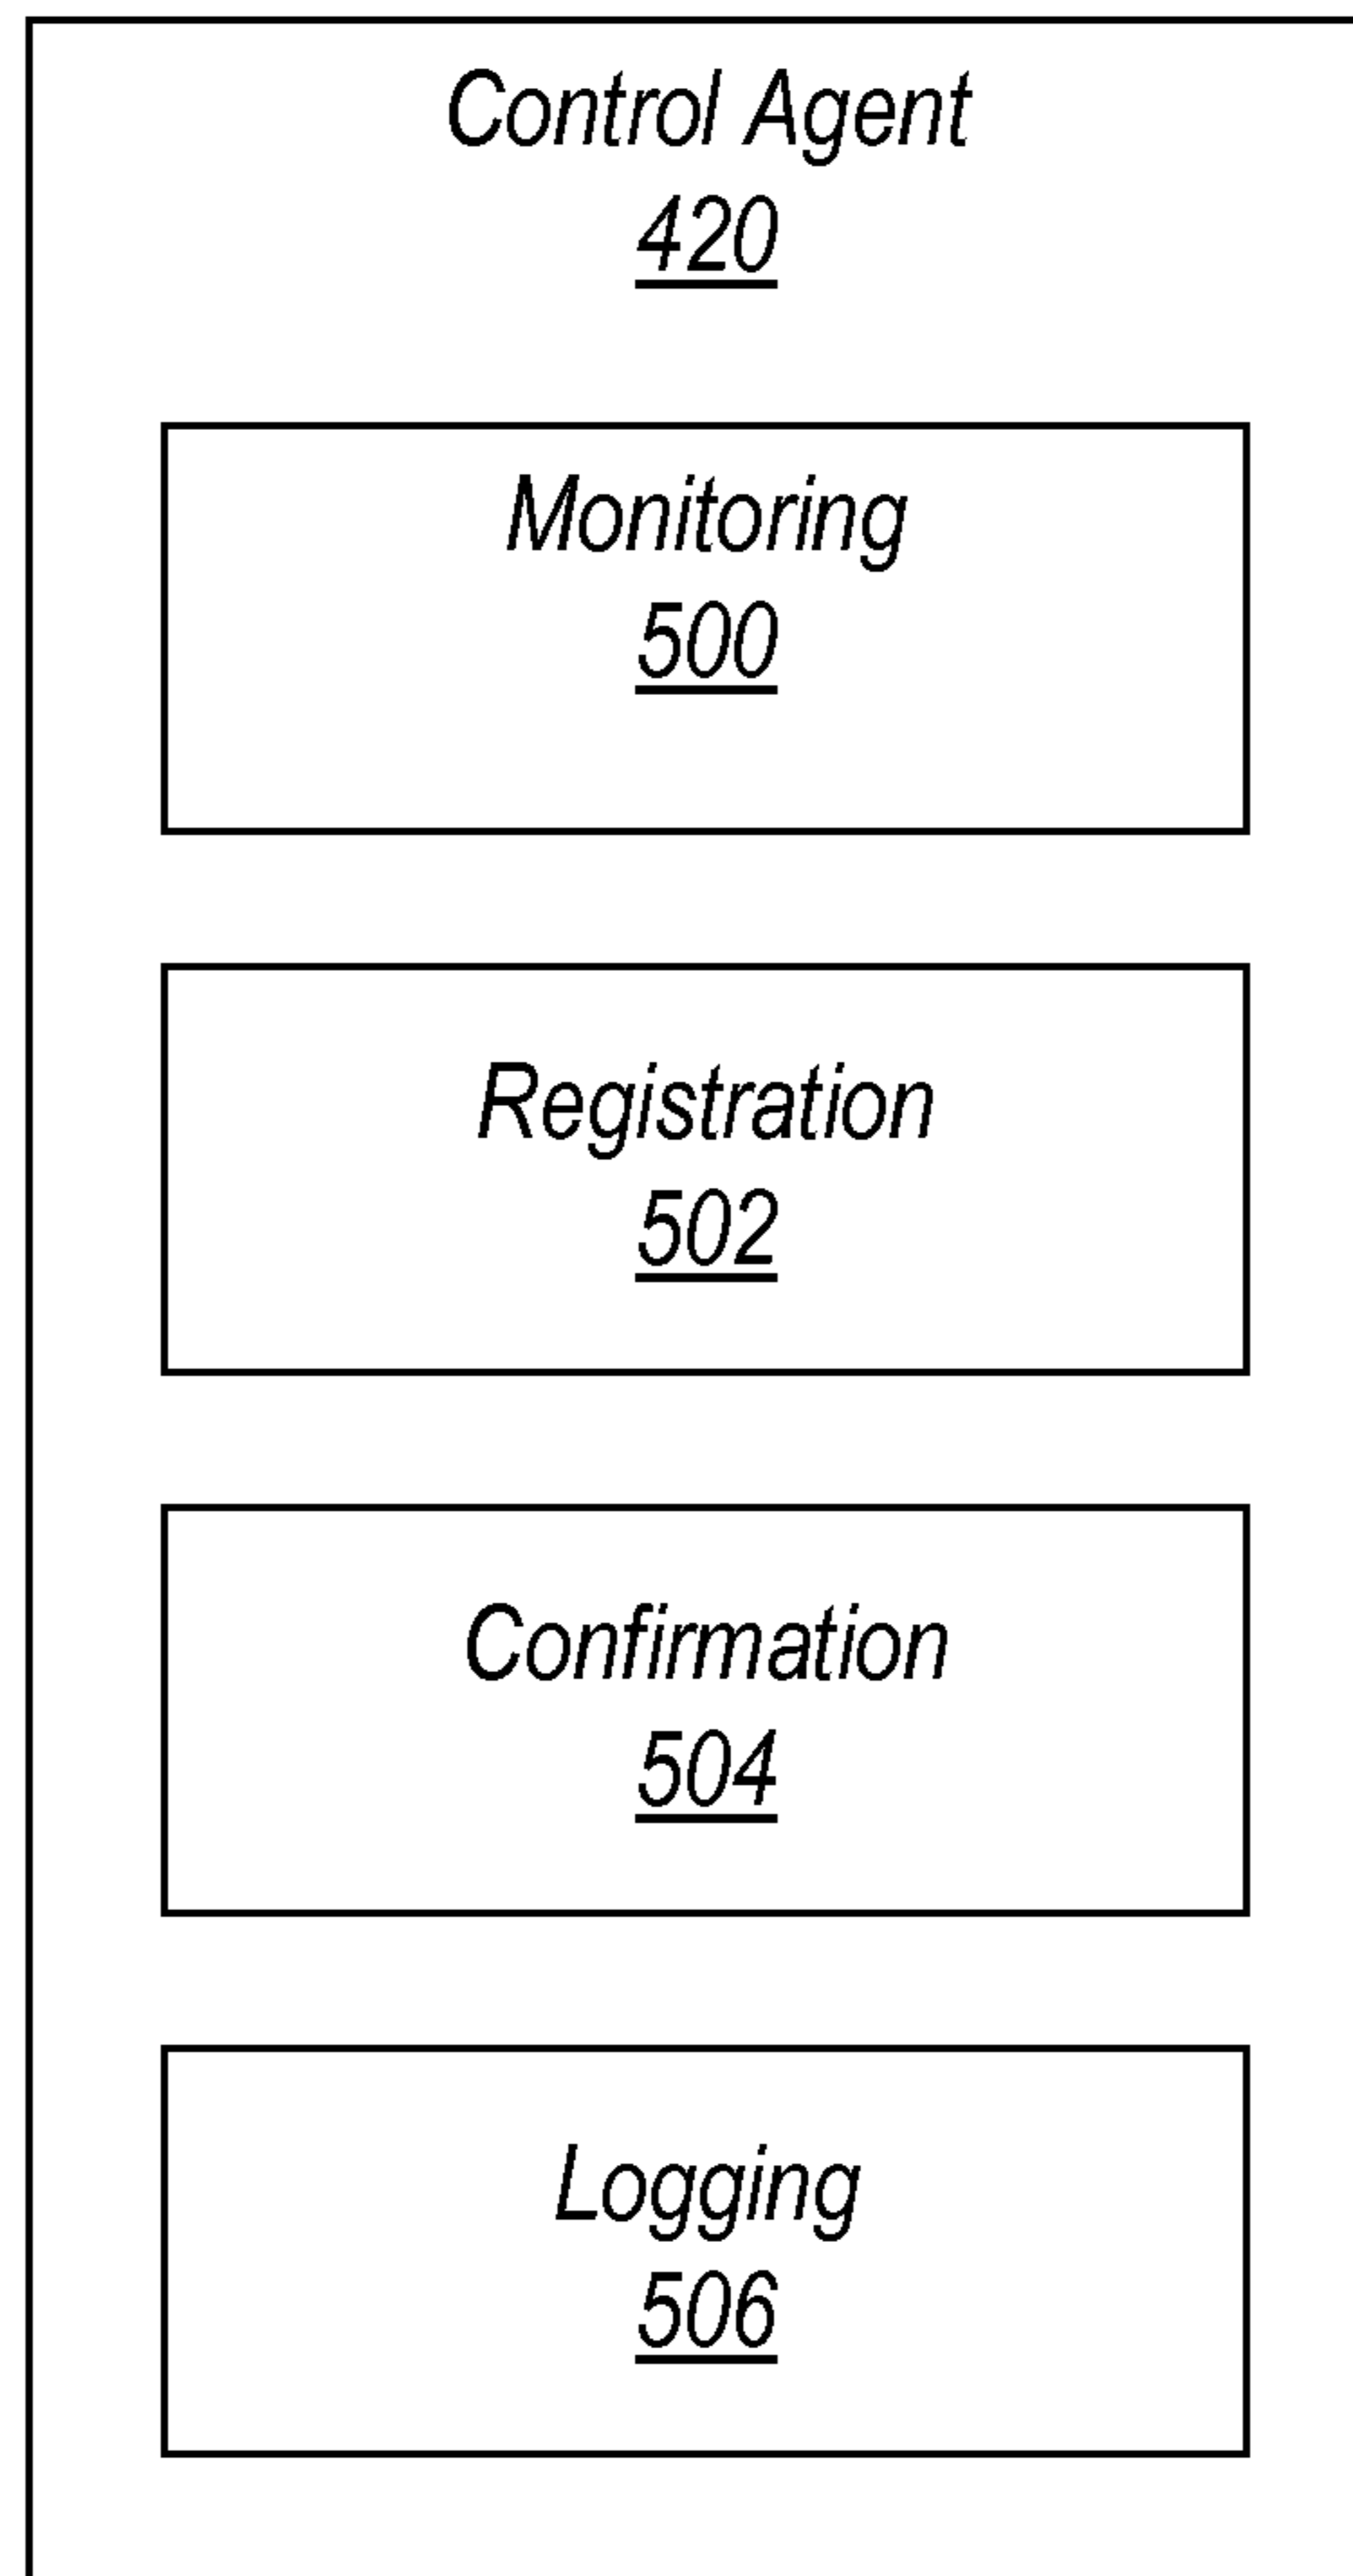 Control Agent
420
Monitoring
500
Registration
502
Confirmation
504
Logging
506